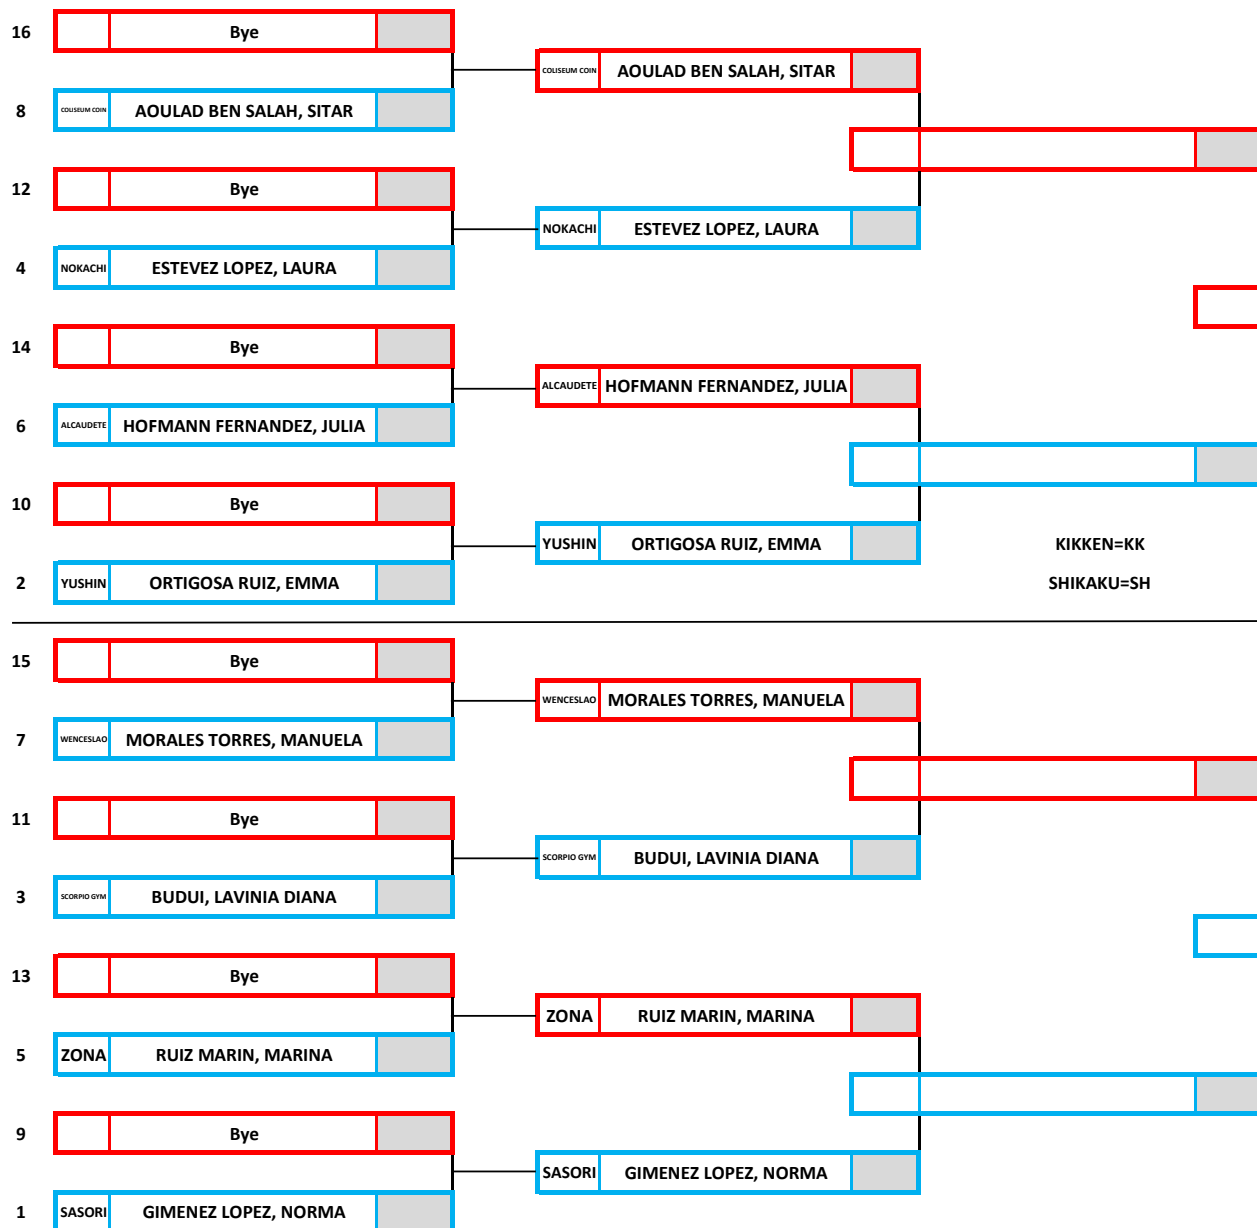 16 Bye
COLISEUM COIN AOULAD BEN SALAH, SITAR
8 COLISEUM COIN AOULAD BEN SALAH, SITAR
12 Bye
NOKACHI ESTEVEZ LOPEZ, LAURA
4 NOKACHI ESTEVEZ LOPEZ, LAURA
14 Bye
ALCAUDETE HOFMANN FERNANDEZ, JULIA
6 ALCAUDETE HOFMANN FERNANDEZ, JULIA
10 Bye
YUSHIN ORTIGOSA RUIZ, EMMA
KIKKEN=KK
2 YUSHIN ORTIGOSA RUIZ, EMMA
SHIKAKU=SH
15 Bye
WENCESLAO MORALES TORRES, MANUELA
7 WENCESLAO MORALES TORRES, MANUELA
11 Bye
SCORPIO GYM BUDUI, LAVINIA DIANA
3 SCORPIO GYM BUDUI, LAVINIA DIANA
13 Bye
ZONA RUIZ MARIN, MARINA
5 ZONA RUIZ MARIN, MARINA
9 Bye
SASORI GIMENEZ LOPEZ, NORMA
1 SASORI GIMENEZ LOPEZ, NORMA